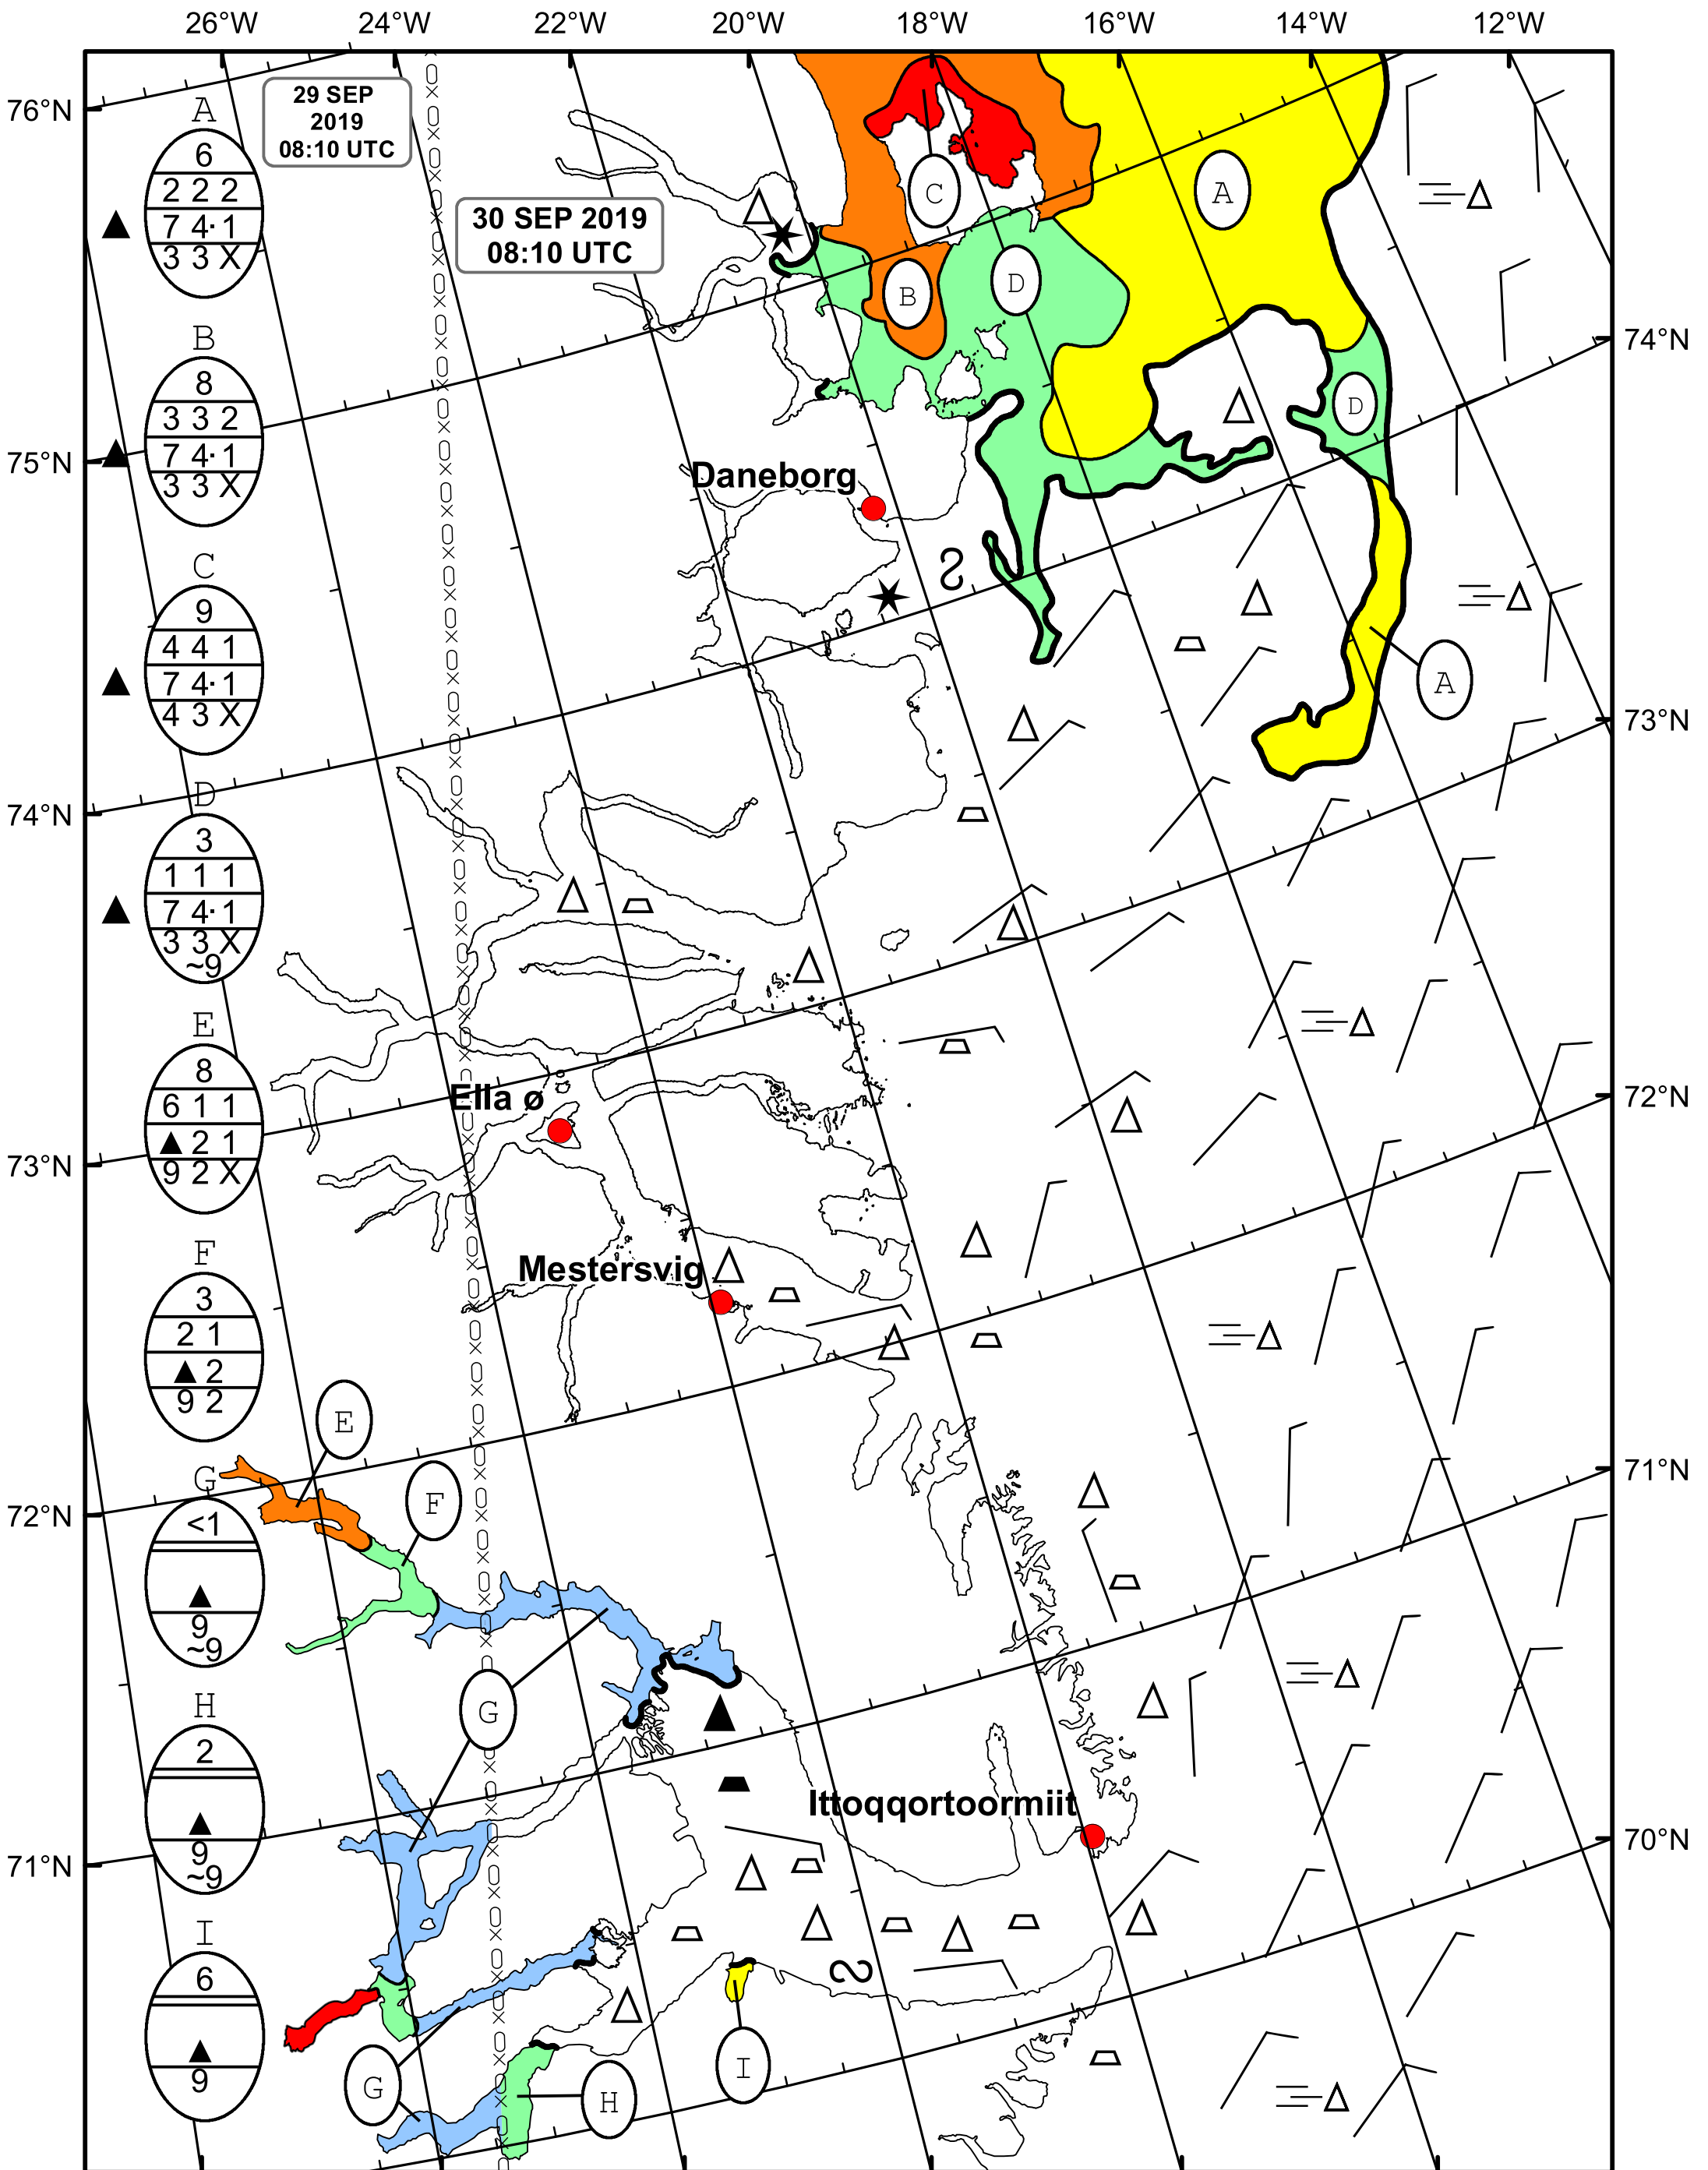 26°W 24°W 22°W 20°W 18°W 16°W 14°W 12°W
76°N
29 SEP
2019
08:10 UTC
30 SEP 2019
08:10 UTC
A
6
2 2 2
7 4· 1
3 3 X
B
8
3 3 2
7 4· 1
3 3 X
C
9
4 4 1
7 4· 1
4 3 X
D
3
1 1 1
7 4· 1
3 3 X
~9
E
8
6 1 1
▲ 2 1
9 2 X
F
3
2 1
▲ 2
9 2
G
<1
▲
9
~9
H
2
▲
9
~9
I
6
▲
9
75°N
74°N
73°N
72°N
71°N
74°N
73°N
72°N
71°N
70°N
C
A
B
D
D
A
Daneborg
Ella ø
Mestersvig
E
F
G
Ittoqqortoormiit
G
H
I